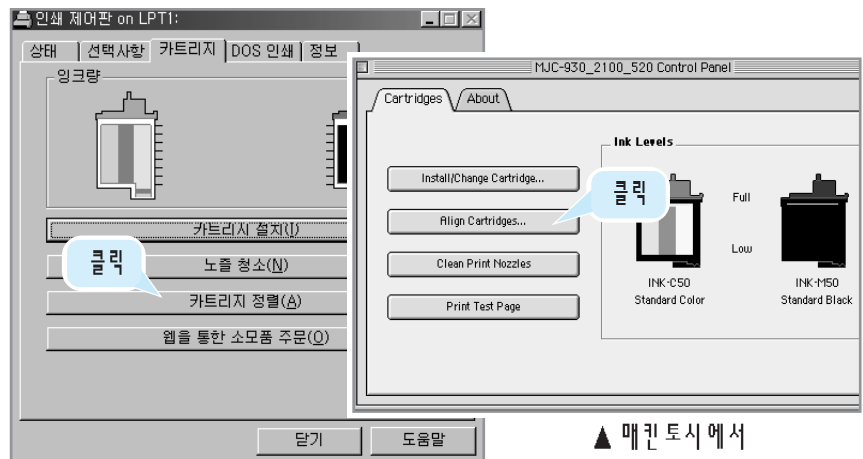 인쇄 제어판 on LPT1:
상태 선택사항 카트리지 DOS 인쇄 정보
잉크량
카트리지 설치(I)
노즐 청소(N)
클릭
카트리지 정렬(A)
웹을 통한 소모품 주문(O)
닫기 도움말
MJC-930_2100_520 Control Panel
Cartridges About
Install/Change Cartridge...
Align Cartridges...
클릭
Clean Print Nozzles
Print Test Page
Ink Levels
Full
Low
INK-C50
Standard Color
INK-M50
Standard Black
▲ 매킨토시에서